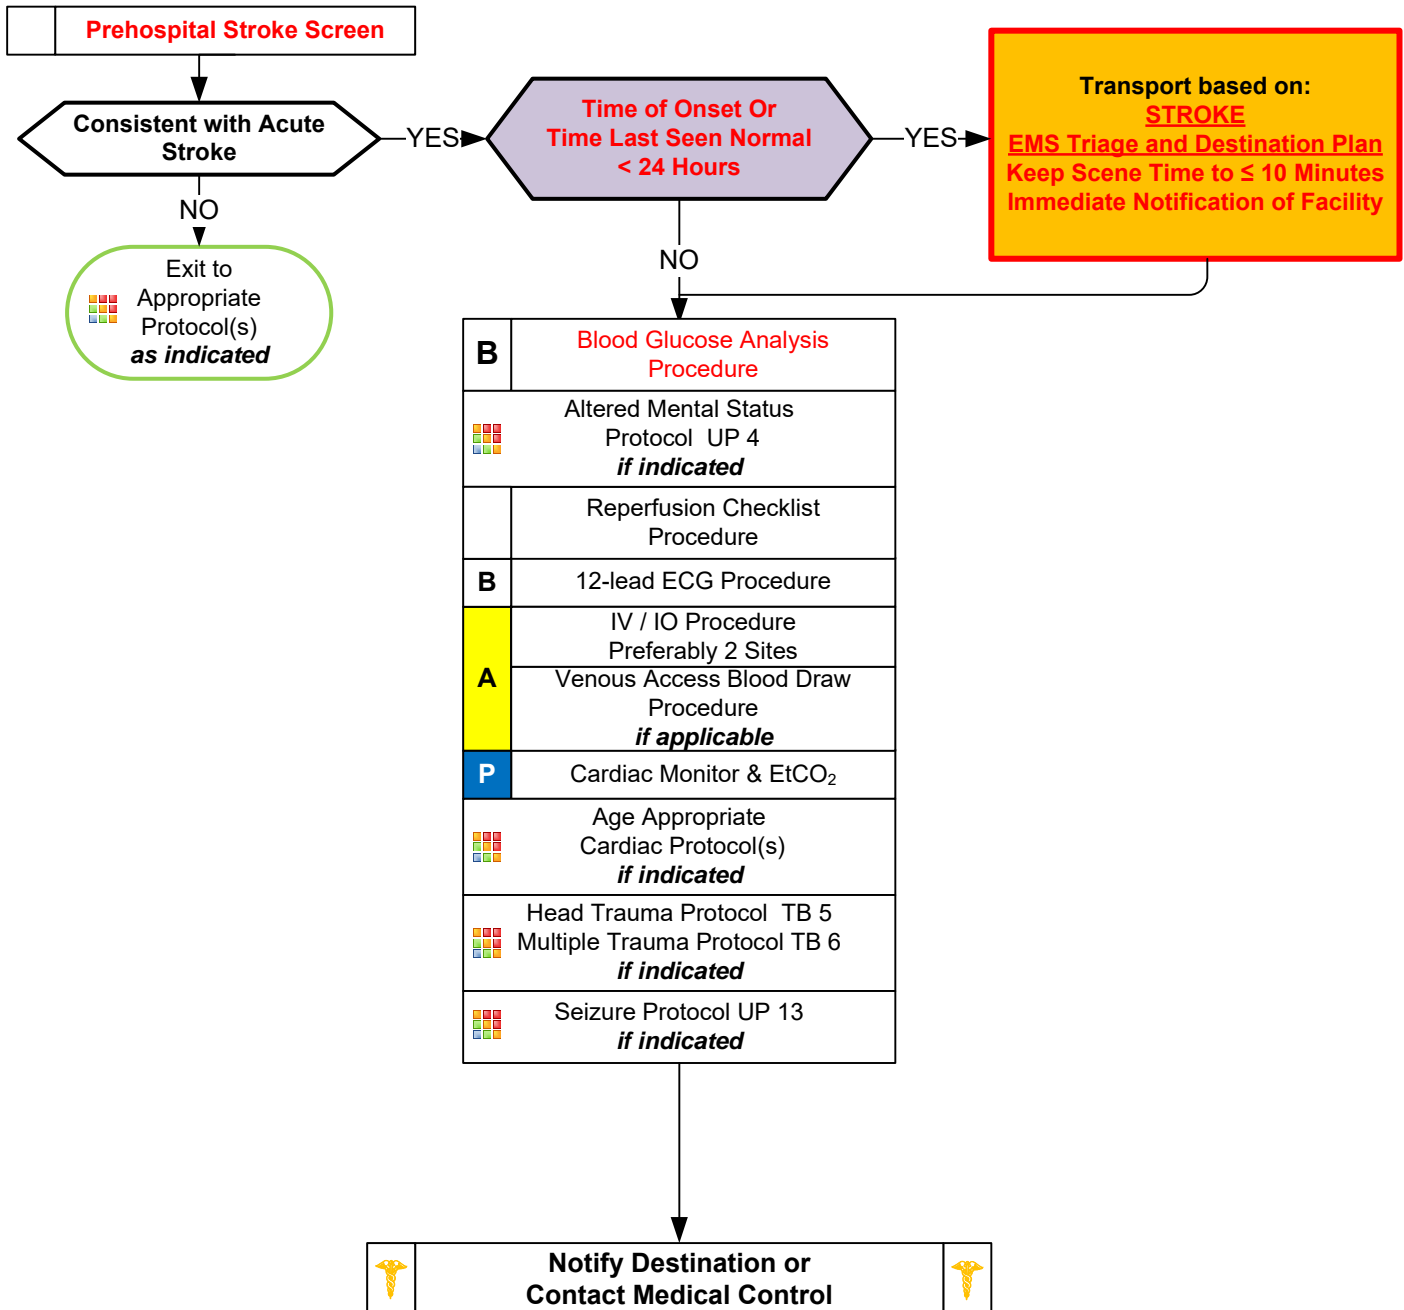 Prehospital Stroke Screen
Consistent with Acute
Stroke
YES
Time of Onset Or
Time Last Seen Normal
< 24 Hours
YES
Transport based on:
STROKE
EMS Triage and Destination Plan
Keep Scene Time to ≤ 10 Minutes
Immediate Notification of Facility
NO
Exit to
Appropriate
Protocol(s)
as indicated
NO
B
Blood Glucose Analysis
Procedure
Altered Mental Status
Protocol UP 4
if indicated
Reperfusion Checklist
Procedure
B
12-lead ECG Procedure
A
IV / IO Procedure
Preferably 2 Sites
Venous Access Blood Draw
Procedure
if applicable
P
Cardiac Monitor & EtCO₂
Age Appropriate
Cardiac Protocol(s)
if indicated
Head Trauma Protocol TB 5
Multiple Trauma Protocol TB 6
if indicated
Seizure Protocol UP 13
if indicated
Notify Destination or
Contact Medical Control